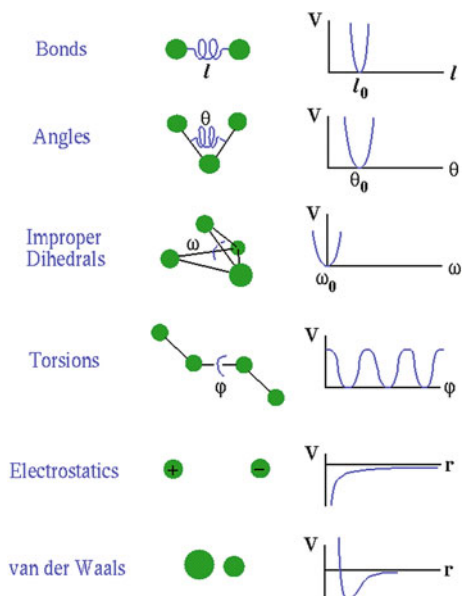 Bonds
l
V
l
l₀
Angles
θ
V
θ
θ₀
Improper
Dihedrals
ω
V
ω
ω₀
Torsions
φ
V
φ
Electrostatics
+
−
V
r
van der Waals
V
r